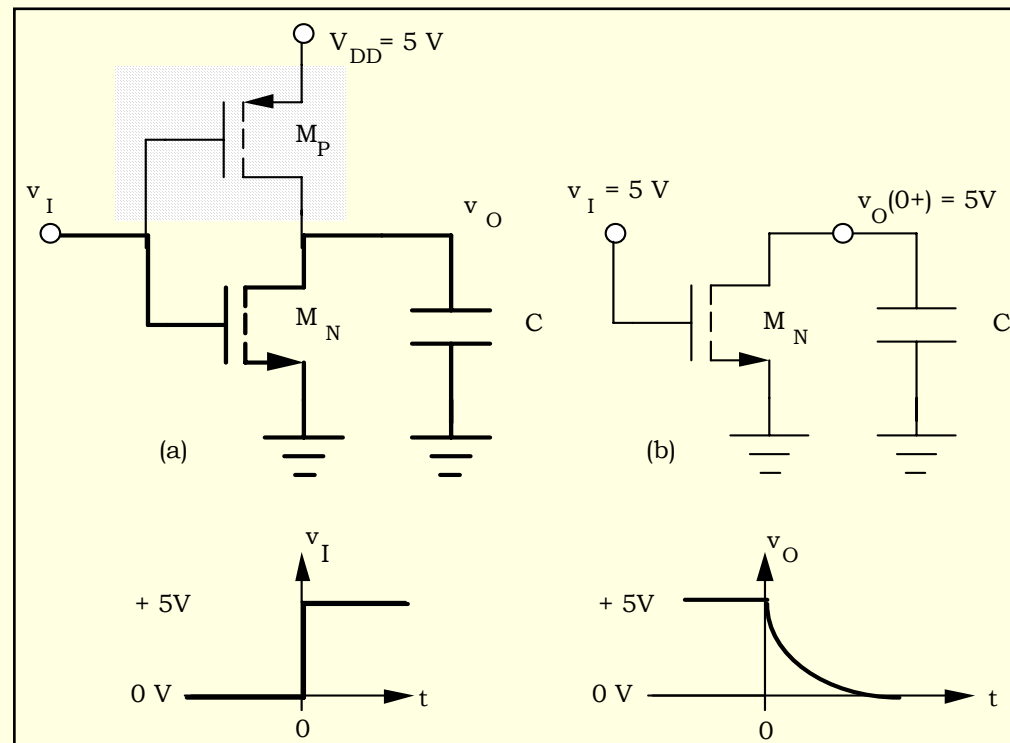 V_DD = 5 V
M_P
v_I
v_O
M_N
C
(a)
v_I = 5 V
v_O(0+) = 5V
M_N
C
(b)
v_I
+ 5V
0 V
t
0
v_O
+ 5V
0 V
t
0